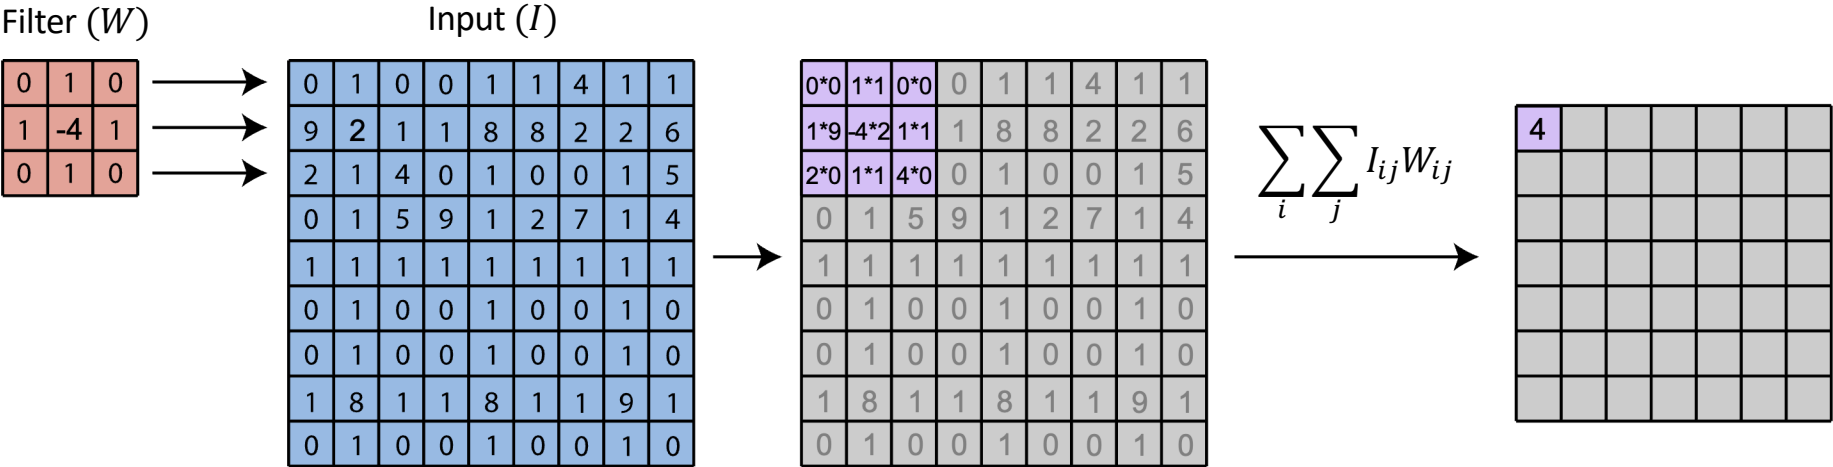 Filter (W)
Input (I)
0 1 0
1 -4 1
0 1 0
0 1 0 0 1 1 4 1 1
9 2 1 1 8 8 2 2 6
2 1 4 0 1 0 0 1 5
0 1 5 9 1 2 7 1 4
1 1 1 1 1 1 1 1 1
0 1 0 0 1 0 0 1 0
0 1 0 0 1 0 0 1 0
1 8 1 1 8 1 1 9 1
0 1 0 0 1 0 0 1 0
0*0 1*1 0*0 0 1 1 4 1 1
1*9 -4*2 1*1 1 8 8 2 2 6
2*0 1*1 4*0 0 1 0 0 1 5
0 1 5 9 1 2 7 1 4
1 1 1 1 1 1 1 1 1
0 1 0 0 1 0 0 1 0
0 1 0 0 1 0 0 1 0
1 8 1 1 8 1 1 9 1
0 1 0 0 1 0 0 1 0
∑_i ∑_j I_ij W_ij
4